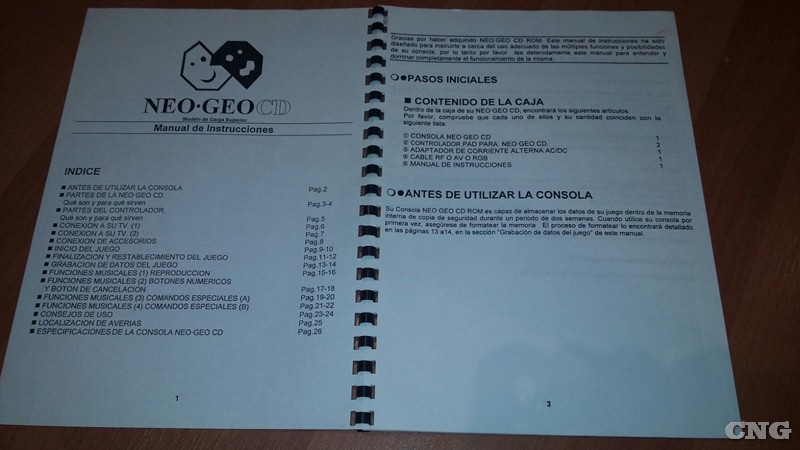 NEO·GEO CD
Modelo de Carga Superior
Manual de Instrucciones
INDICE
■ ANTES DE UTILIZAR LA CONSOLA Pag.2
■ PARTES DE LA NEO GEO CD.
Qué son y para qué sirven Pag.3-4
■ PARTES DEL CONTROLADOR.
Qué son y para qué sirven Pag.5
■ CONEXION A SU TV. (1) Pag.6
■ CONEXION A SU TV. (2) Pag.7
■ CONEXION DE ACCESORIOS Pag.8
■ INICIO DEL JUEGO Pag.9-10
■ FINALIZACION Y RESTABLECIMIENTO DEL JUEGO Pag.11-12
■ GRABACION DE DATOS DEL JUEGO Pag.13-14
■ FUNCIONES MUSICALES (1) REPRODUCCION Pag.15-16
■ FUNCIONES MUSICALES (2) BOTONES NUMERICOS
Y BOTON DE CANCELACION Pag.17-18
■ FUNCIONES MUSICALES (3) COMANDOS ESPECIALES (A) Pag.19-20
■ FUNCIONES MUSICALES (4) COMANDOS ESPECIALES (B) Pag.21-22
■ CONSEJOS DE USO Pag.23-24
■ LOCALIZACION DE AVERIAS Pag.25
■ ESPECIFICACIONES DE LA CONSOLA NEO-GEO CD Pag.26
1
Gracias por haber adquirido NEO·GEO CD ROM. Este manual de instrucciones ha sido
diseñado para instruirle a cerca del uso adecuado de las múltiples funciones y posibilidades
de su consola, por lo tanto por favor lea detenidamente este manual para entender y
dominar completamente el funcionamiento de la misma.
❍●PASOS INICIALES
■ CONTENIDO DE LA CAJA
Dentro de la caja de su NEO·GEO CD, encontrará los siguientes artículos.
Por favor, compruebe que cada uno de ellos y su cantidad coinciden con la
siguiente lista:
① CONSOLA NEO·GEO CD 1
② CONTROLADOR PAD PARA NEO GEO CD. 2
③ ADAPTADOR DE CORRIENTE ALTERNA AC/DC 1
④ CABLE RF O AV O RGB 1
⑤ MANUAL DE INSTRUCCIONES 1
❍●ANTES DE UTILIZAR LA CONSOLA
Su Consola NEO GEO CD ROM es capaz de almacenar los datos de su juego dentro de la memoria
interna de copia de seguridad durante un periodo de dos semanas. Cuando utilice su consola por
primera vez, asegúrese de formatear la memoria . El proceso de formatear lo encontrará detallado
en las páginas 13 a14, en la sección "Grabación de datos del juego" de este manual.
3
CNG